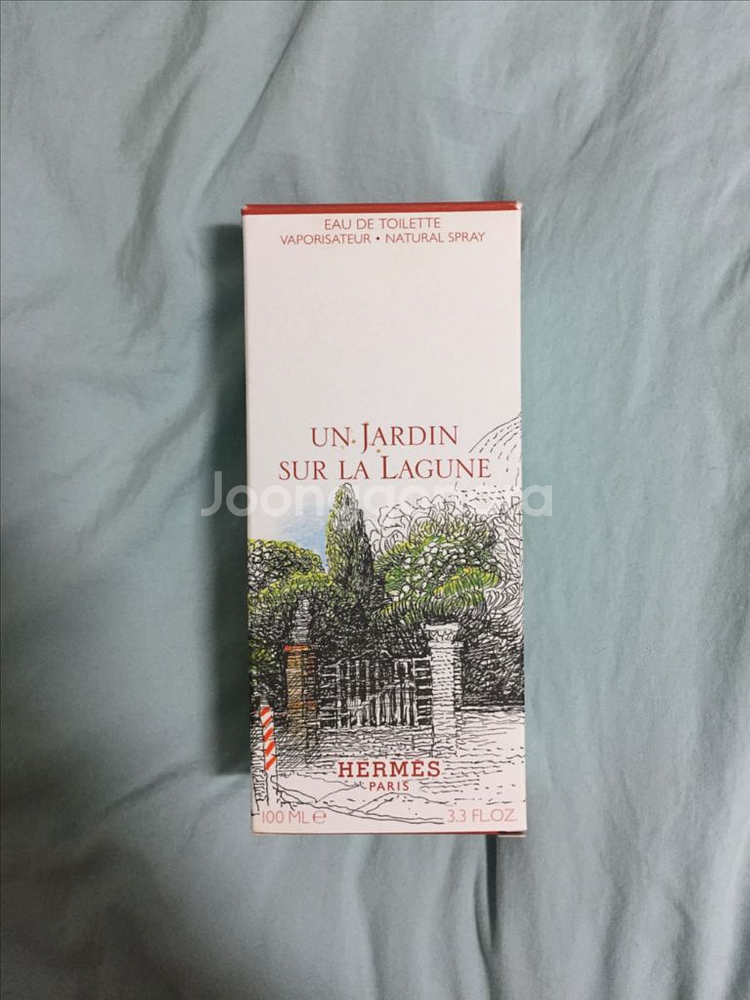 EAU DE TOILETTE
VAPORISATEUR • NATURAL SPRAY
UN JARDIN
SUR LA LAGUNE
Joonggonara
HERMÈS
PARIS
100 ML ℮ 3.3 FL.OZ.